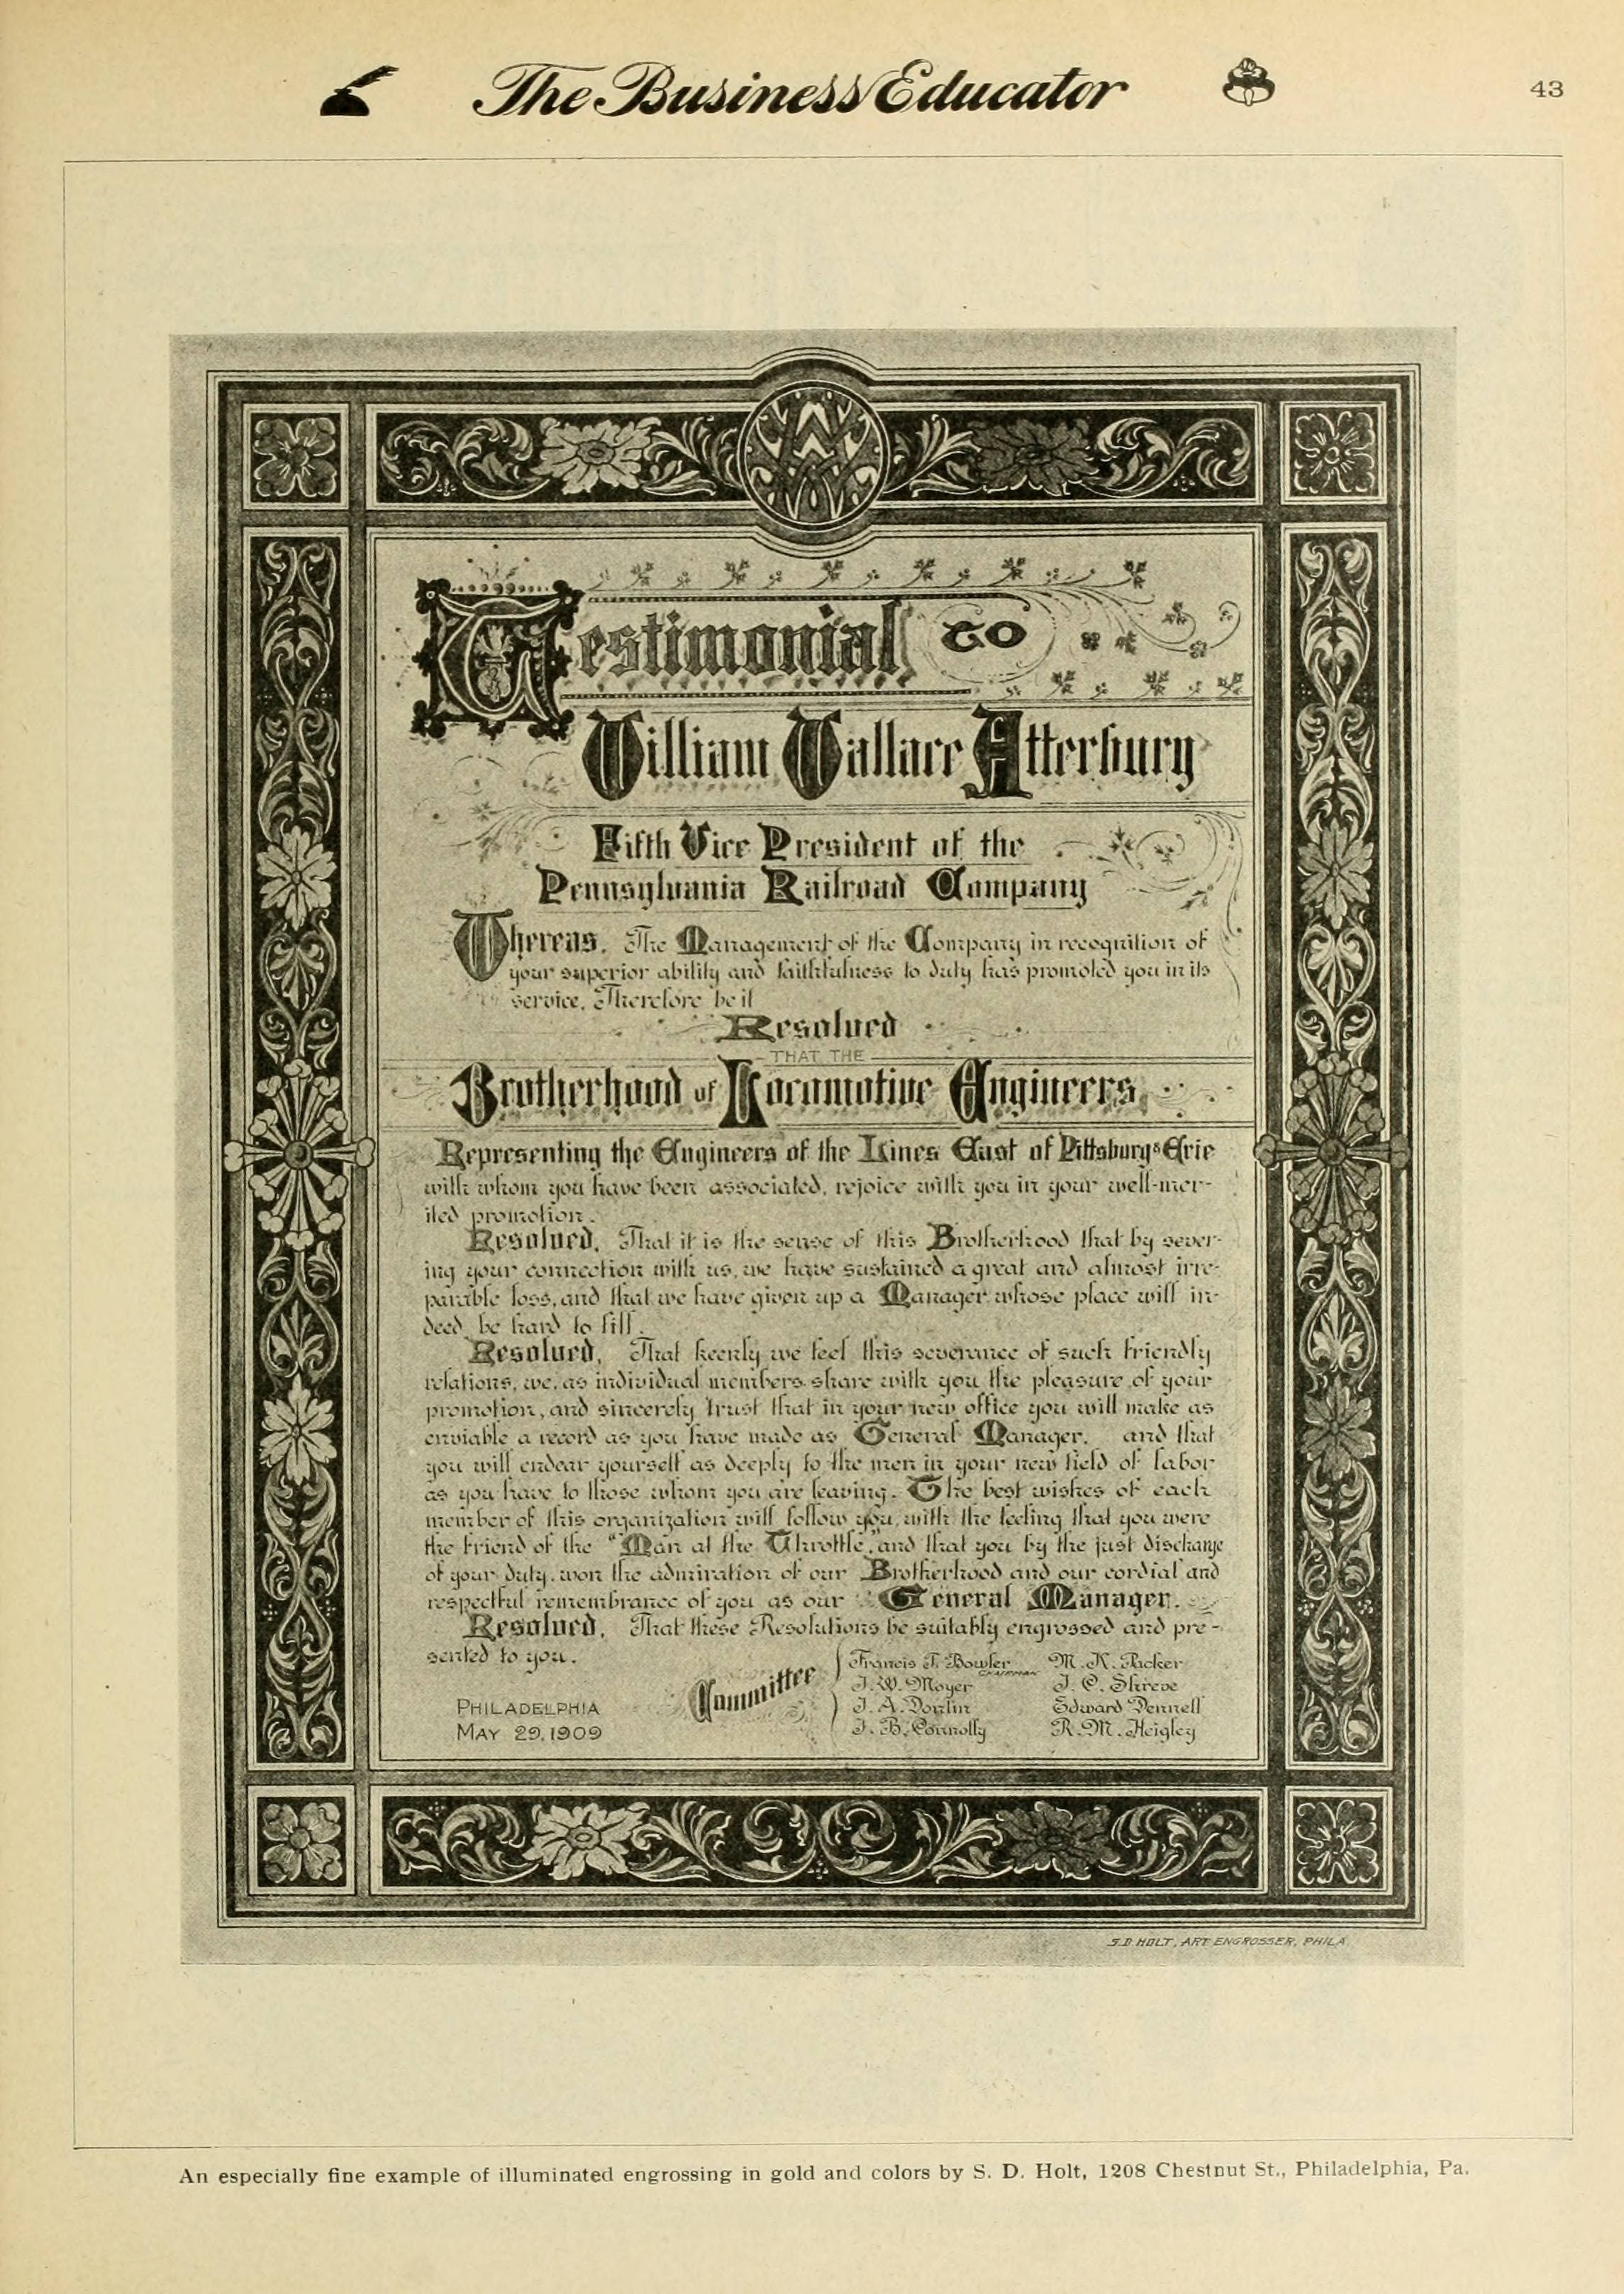 The Business Educator
43
Testimonial to
William Wallace Atterbury
Fifth Vice President of the
Pennsylvania Railroad Company
Whereas, The Management of the Company in recognition of
your superior ability and faithfulness to duty has promoted you in its
service, Therefore be it
Resolved
THAT THE
Brotherhood of Locomotive Engineers
Representing the Engineers of the Lines East of Pittsburg & Erie
with whom you have been associated, rejoice with you in your well-mer-
ited promotion.
Resolved, That it is the sense of this Brotherhood that by sever-
ing your connection with us, we have sustained a great and almost irre-
parable loss, and that we have given up a Manager whose place will in-
deed be hard to fill.
Resolved, That keenly we feel this severance of such friendly
relations, we, as individual members share with you the pleasure of your
promotion, and sincerely trust that in your new office you will make as
enviable a record as you have made as General Manager, and that
you will endear yourself as deeply to the men in your new field of labor
as you have to those whom you are leaving. The best wishes of each
member of this organization will follow you, with the feeling that you were
the friend of the "Man at the Throttle," and that you by the just discharge
of your duty, won the admiration of our Brotherhood and our cordial and
respectful remembrance of you as our General Manager.
Resolved, That these Resolutions be suitably engrossed and pre-
sented to you.
PHILADELPHIA
MAY 29, 1909
Committee
Francis T. Bowler M. K. Ricker
CHAIRMAN
J. W. Moyer J. C. Shreve
J. A. Donlin Edward Dennell
J. B. Connolly R. M. Heigley
S.D HOLT, ART ENGROSSER, PHILA
An especially fine example of illuminated engrossing in gold and colors by S. D. Holt, 1208 Chestnut St., Philadelphia, Pa.